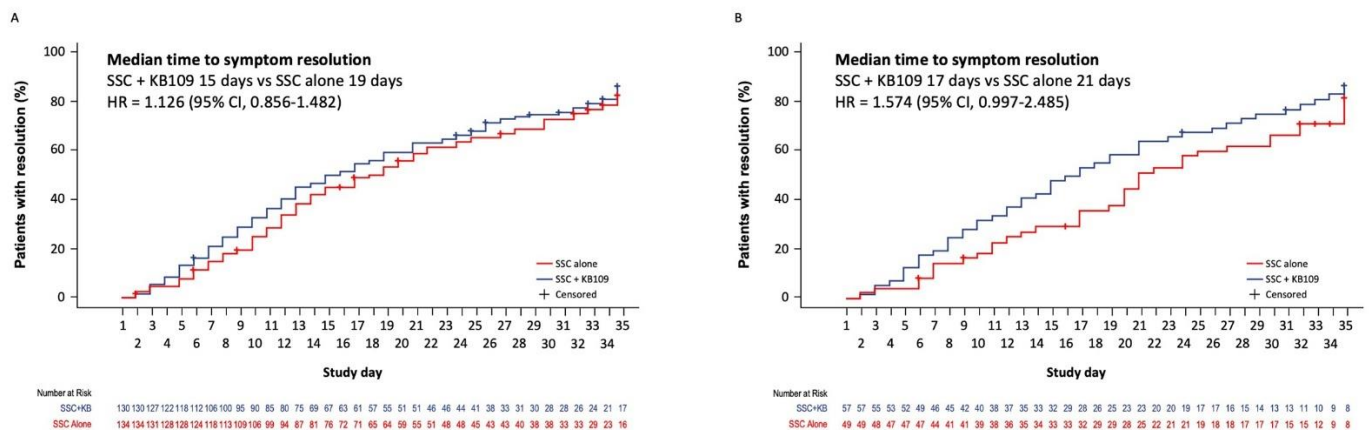 A
100
80
60
40
20
0
Patients with resolution (%)
Median time to symptom resolution
SSC + KB109 15 days vs SSC alone 19 days
HR = 1.126 (95% CI, 0.856-1.482)
SSC alone
SSC + KB109
+ Censored
1 3 5 7 9 11 13 15 17 19 21 23 25 27 29 31 33 35
2 4 6 8 10 12 14 16 18 20 22 24 26 28 30 32 34
Study day
Number at Risk
SSC+KB 130 130 127 122 118 112 106 100 95 90 85 80 75 69 67 63 61 57 55 51 51 46 46 44 41 38 33 31 30 28 28 26 24 21 17
SSC Alone 134 134 131 128 128 124 118 113 109 106 99 94 87 81 76 72 71 65 64 59 55 51 48 48 45 43 43 40 38 38 33 33 29 23 16
B
100
80
60
40
20
0
Patients with resolution (%)
Median time to symptom resolution
SSC + KB109 17 days vs SSC alone 21 days
HR = 1.574 (95% CI, 0.997-2.485)
SSC alone
SSC + KB109
+ Censored
1 3 5 7 9 11 13 15 17 19 21 23 25 27 29 31 33 35
2 4 6 8 10 12 14 16 18 20 22 24 26 28 30 32 34
Study day
Number at Risk
SSC+KB 57 57 55 53 52 49 46 45 42 40 38 37 35 33 32 29 28 26 25 23 23 20 20 19 17 17 16 15 14 13 13 11 10 9 8
SSC Alone 49 49 48 47 47 47 44 41 41 39 38 36 35 34 33 33 32 29 29 28 25 22 21 21 19 18 18 17 17 17 15 15 12 9 8